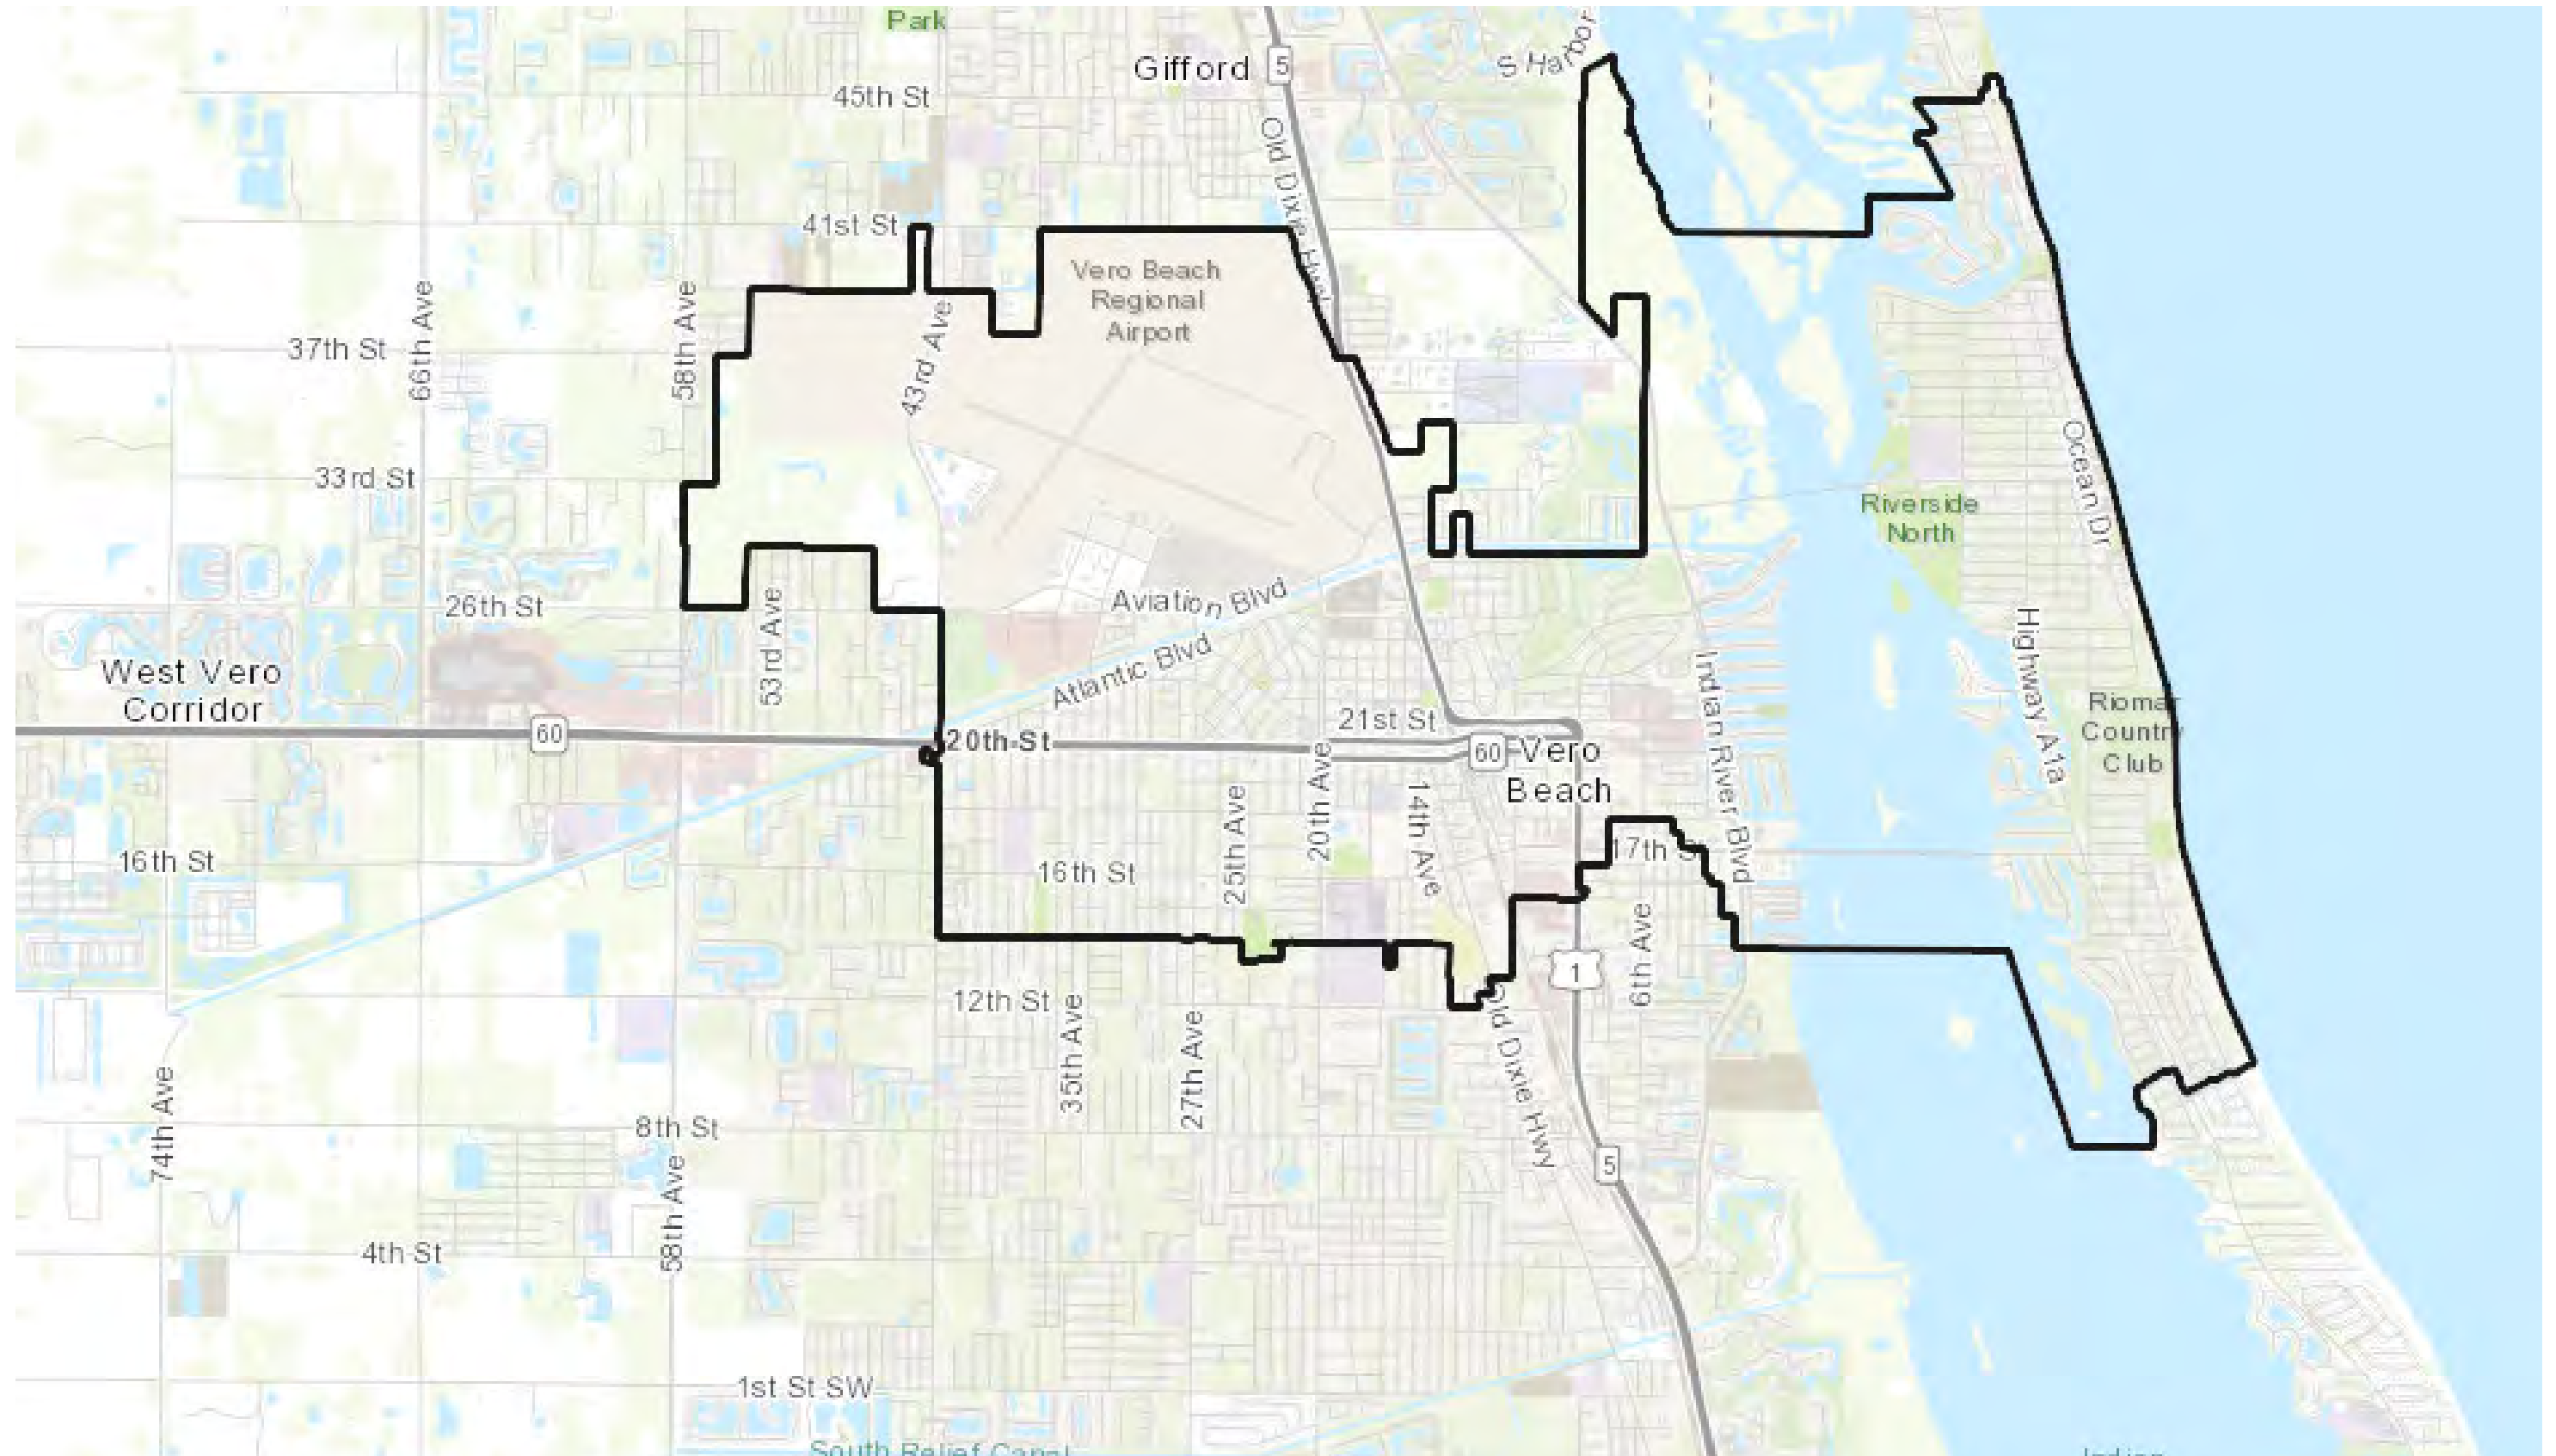 Park
Gifford
5
S Harbor
45th St
Old Dixie Hwy
41st St
Vero Beach
Regional
Airport
66th Ave
58th Ave
43rd Ave
37th St
33rd St
Ocean Dr
Riverside
North
26th St
53rd Ave
Aviation Blvd
Atlantic Blvd
Highway A1a
Indian River Blvd
West Vero
Corridor
60
20th St
21st St
60
Vero
Beach
Riomar
Country
Club
25th Ave
20th Ave
14th Ave
16th St
16th St
17th S
6th Ave
1
12th St
35th Ave
27th Ave
Old Dixie Hwy
74th Ave
8th St
58th Ave
5
4th St
1st St SW
South Relief Canal
Indian